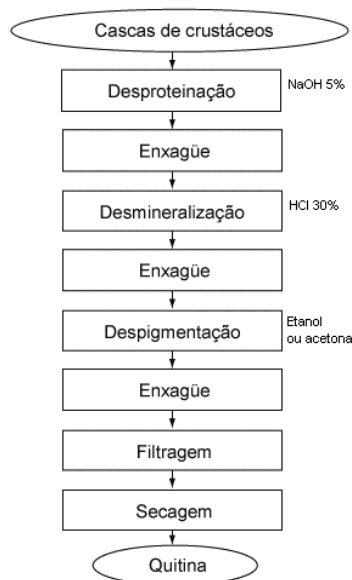 Cascas de crustáceos
Desproteinação
NaOH 5%
Enxagüe
Desmineralização
HCl 30%
Enxagüe
Despigmentação
Etanol
ou acetona
Enxagüe
Filtragem
Secagem
Quitina